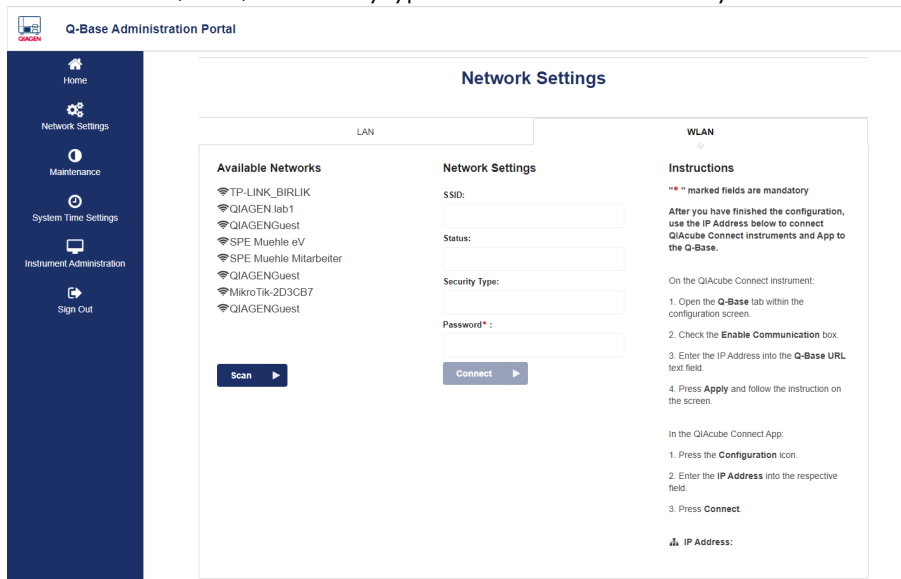 QIAGEN
Q-Base Administration Portal
Home
Network Settings
Maintenance
System Time Settings
Instrument Administration
Sign Out
Network Settings
LAN
WLAN
Available Networks
TP-LINK_BIRLIK
QIAGEN.lab1
QIAGENGuest
SPE Muehle eV
SPE Muehle Mitarbeiter
QIAGENGuest
MikroTik-2D3CB7
QIAGENGuest
Scan
Network Settings
SSID:
Status:
Security Type:
Password* :
Connect
Instructions
"* " marked fields are mandatory
After you have finished the configuration,
use the IP Address below to connect
QIAcube Connect instruments and App to
the Q-Base.
On the QIAcube Connect instrument:
1. Open the Q-Base tab within the
configuration screen.
2. Check the Enable Communication box.
3. Enter the IP Address into the Q-Base URL
text field.
4. Press Apply and follow the instruction on
the screen.
In the QIAcube Connect App:
1. Press the Configuration icon.
2. Enter the IP Address into the respective
field.
3. Press Connect.
IP Address: